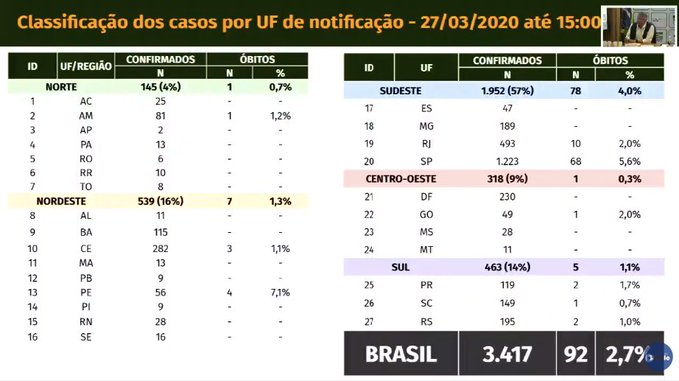 Classificação dos casos por UF de notificação - 27/03/2020 até 15:00
ID UF/REGIÃO CONFIRMADOS ÓBITOS
N N %
NORTE 145 (4%) 1 0,7%
1 AC 25 - -
2 AM 81 1 1,2%
3 AP 2 - -
4 PA 13 - -
5 RO 6 - -
6 RR 10 - -
7 TO 8 - -
NORDESTE 539 (16%) 7 1,3%
8 AL 11 - -
9 BA 115 - -
10 CE 282 3 1,1%
11 MA 13 - -
12 PB 9 - -
13 PE 56 4 7,1%
14 PI 9 - -
15 RN 28 - -
16 SE 16 - -
ID UF CONFIRMADOS ÓBITOS
N N %
SUDESTE 1.952 (57%) 78 4,0%
17 ES 47 - -
18 MG 189 - -
19 RJ 493 10 2,0%
20 SP 1.223 68 5,6%
CENTRO-OESTE 318 (9%) 1 0,3%
21 DF 230 - -
22 GO 49 1 2,0%
23 MS 28 - -
24 MT 11 - -
SUL 463 (14%) 5 1,1%
25 PR 119 2 1,7%
26 SC 149 1 0,7%
27 RS 195 2 1,0%
BRASIL 3.417 92 2,7%